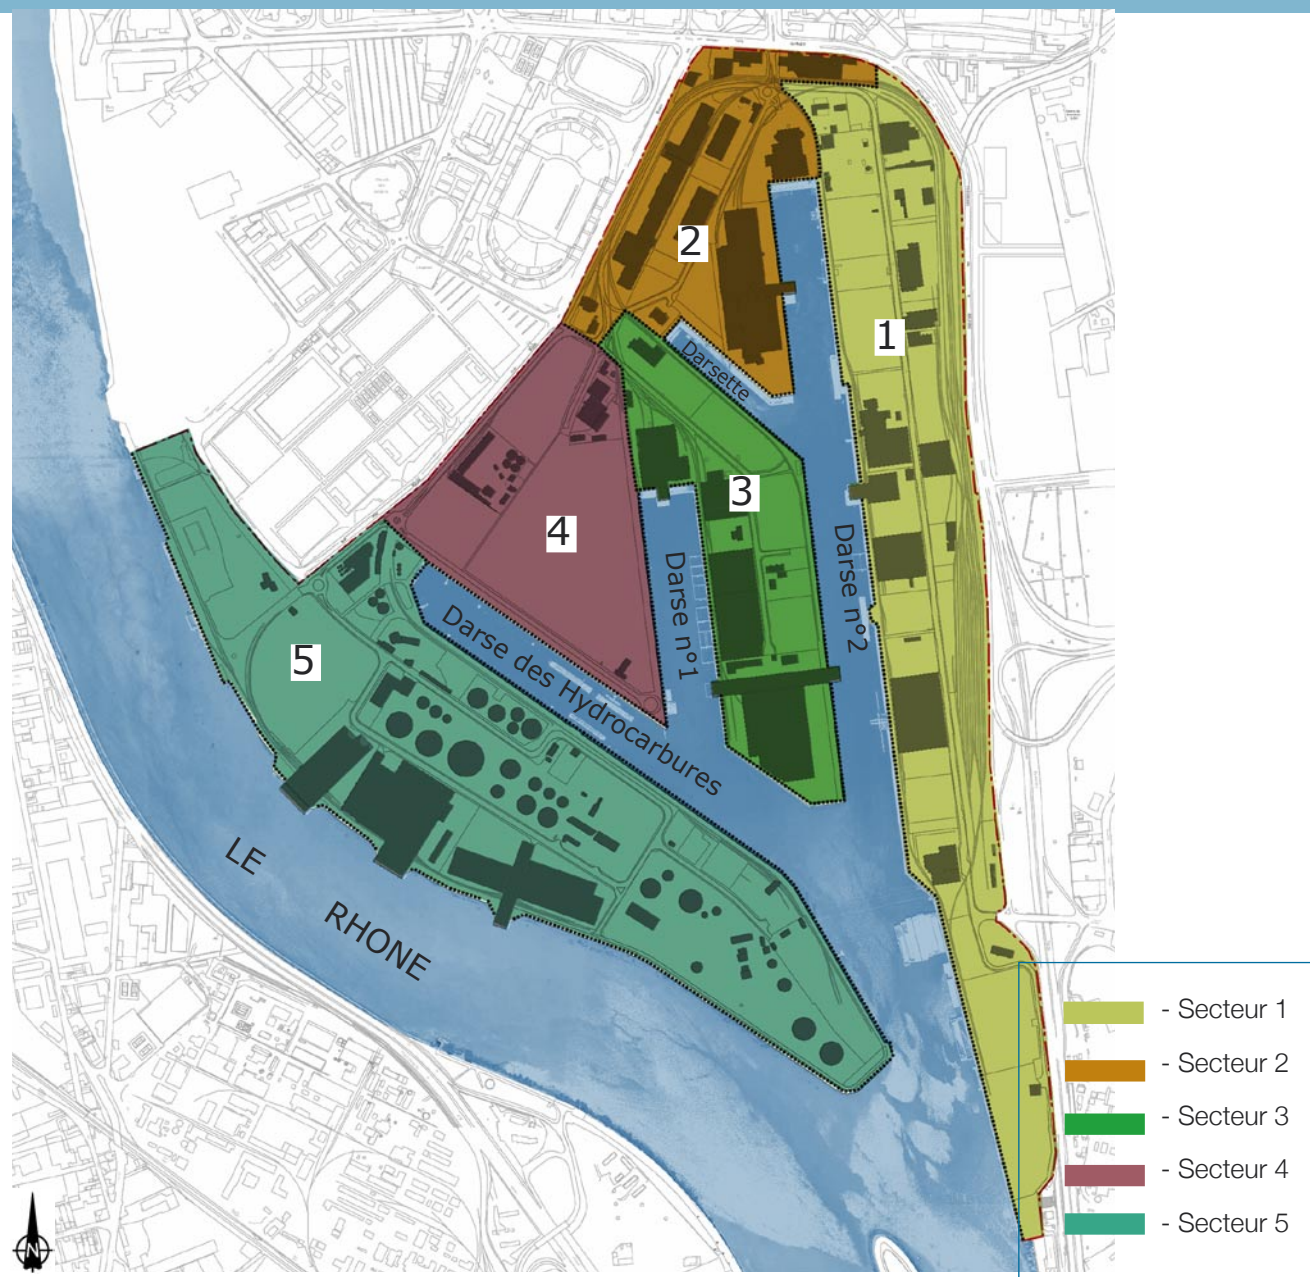 2
1
Darsette
3
4
Darse n°1
Darse n°2
Darse des Hydrocarbures
5
LE
RHONE
N
- Secteur 1
- Secteur 2
- Secteur 3
- Secteur 4
- Secteur 5